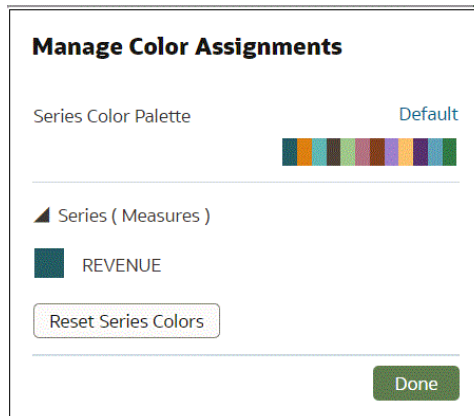 Manage Color Assignments
Series Color Palette
Default
Series ( Measures )
REVENUE
Reset Series Colors
Done